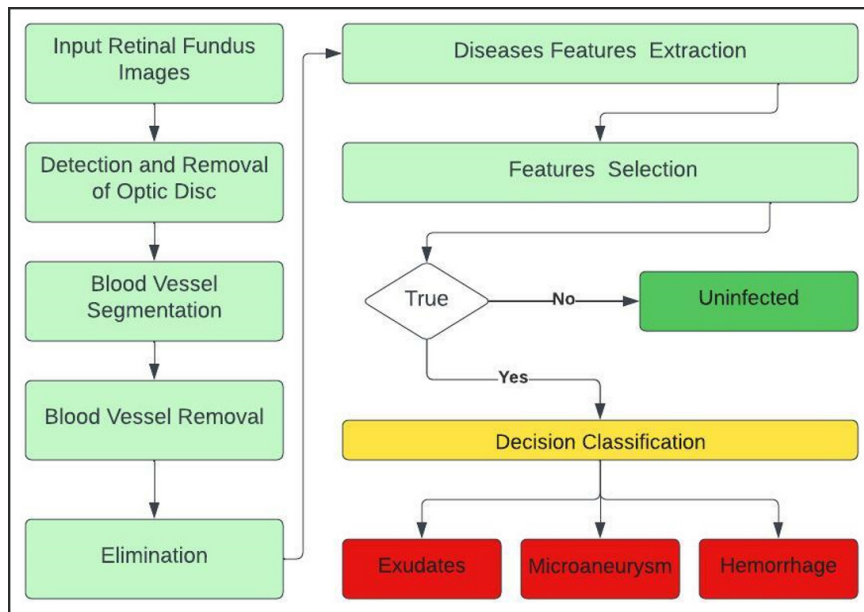 Input Retinal Fundus
Images
Detection and Removal
of Optic Disc
Blood Vessel
Segmentation
Blood Vessel Removal
Elimination
Diseases Features Extraction
Features Selection
True
No
Uninfected
Yes
Decision Classification
Exudates
Microaneurysm
Hemorrhage